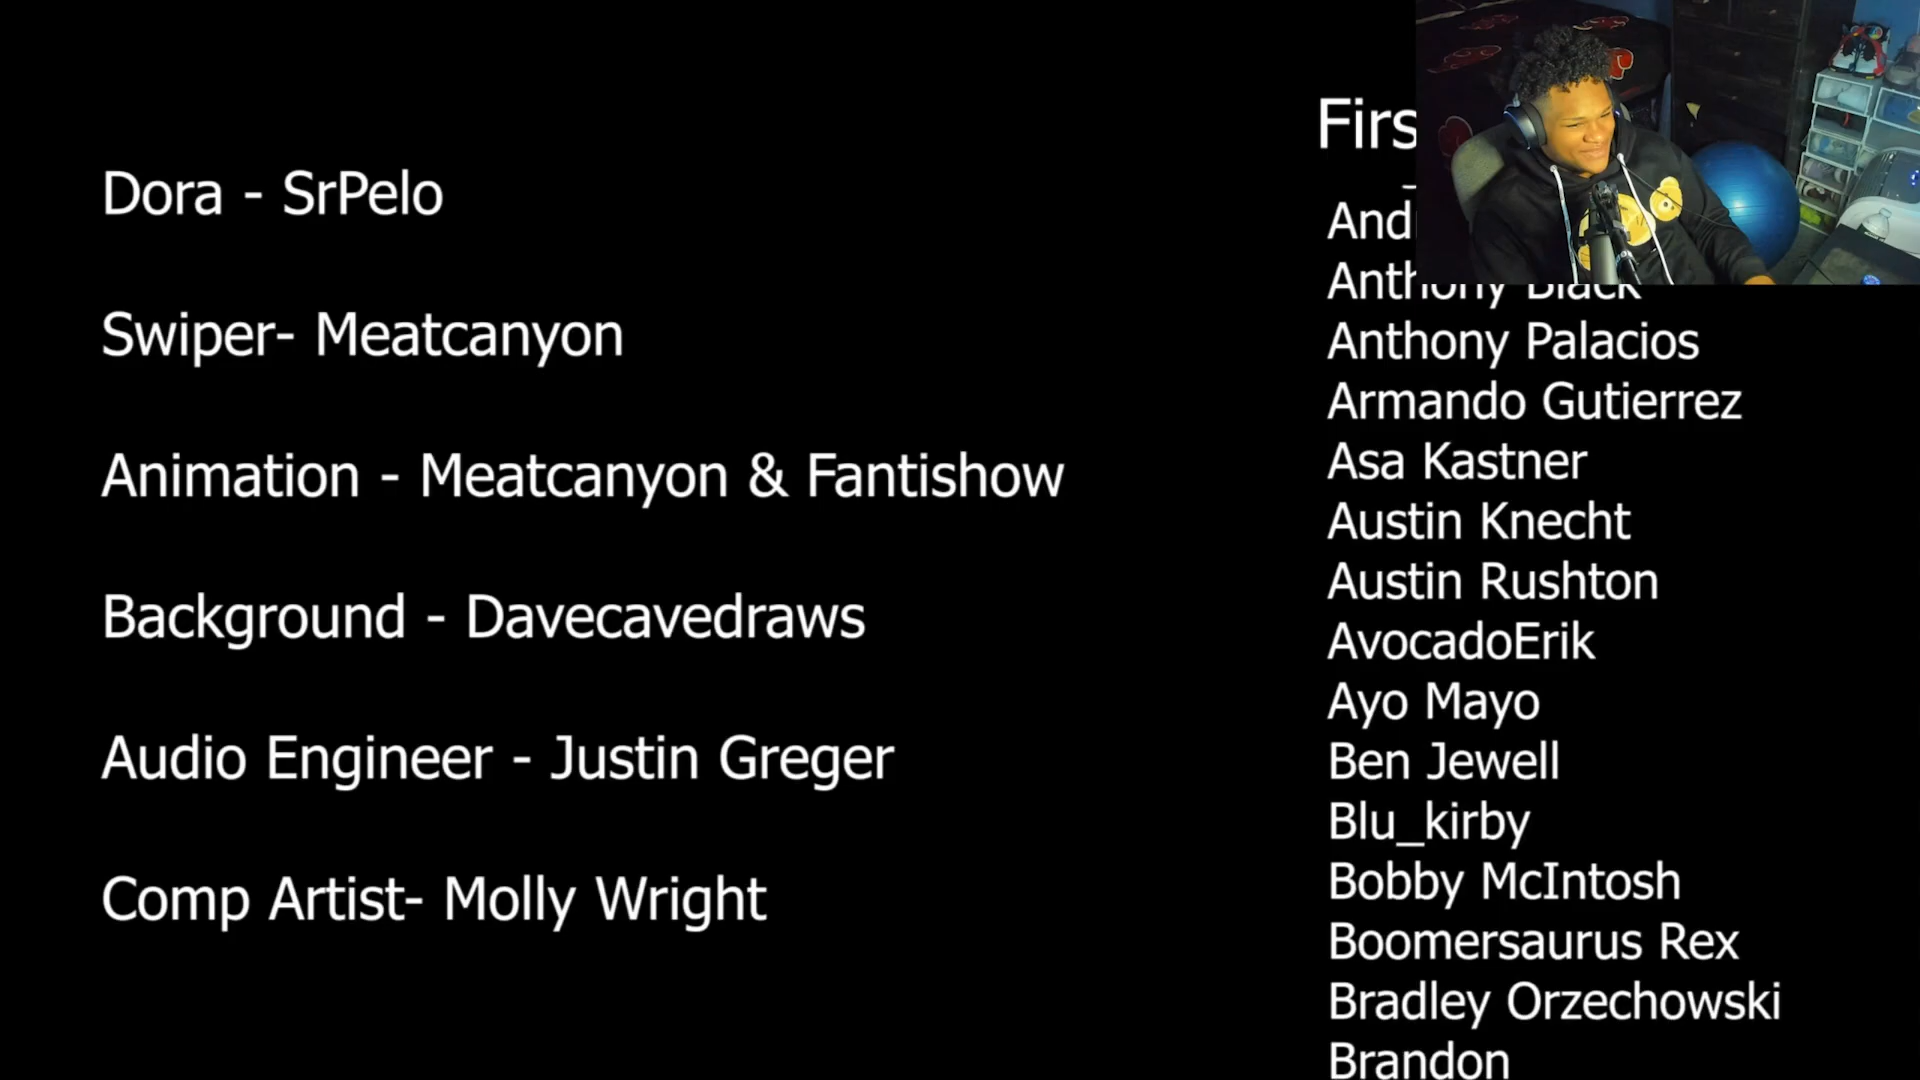 Dora - SrPelo
Swiper- Meatcanyon
Animation - Meatcanyon & Fantishow
Background - Davecavedraws
Audio Engineer - Justin Greger
Comp Artist- Molly Wright
Anthony Black
Anthony Palacios
Armando Gutierrez
Asa Kastner
Austin Knecht
Austin Rushton
AvocadoErik
Ayo Mayo
Ben Jewell
Blu_kirby
Bobby McIntosh
Boomersaurus Rex
Bradley Orzechowski
Brandon